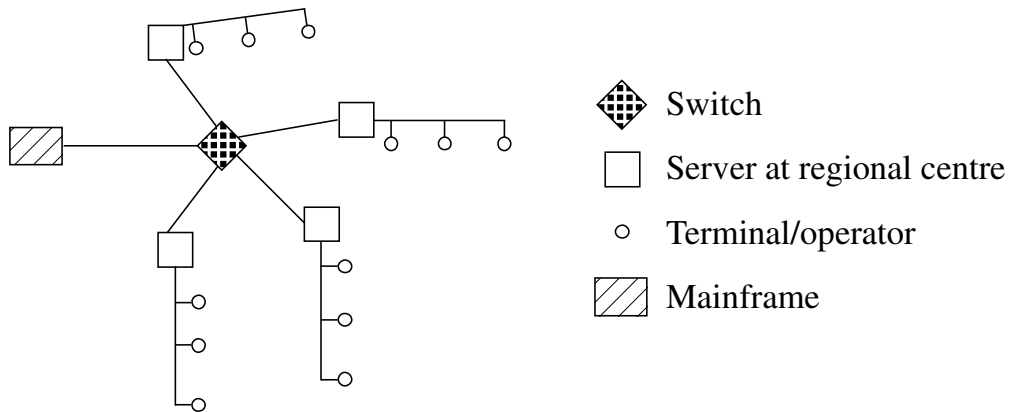 Switch
Server at regional centre
Terminal/operator
Mainframe